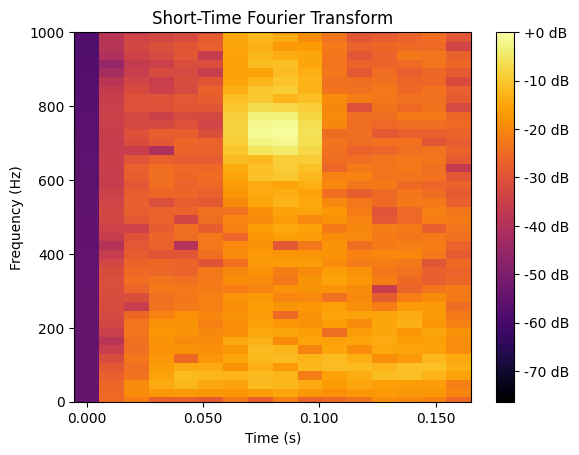 Short-Time Fourier Transform
1000
800
600
400
200
0
Frequency (Hz)
0.000
0.050
0.100
0.150
Time (s)
+0 dB
-10 dB
-20 dB
-30 dB
-40 dB
-50 dB
-60 dB
-70 dB